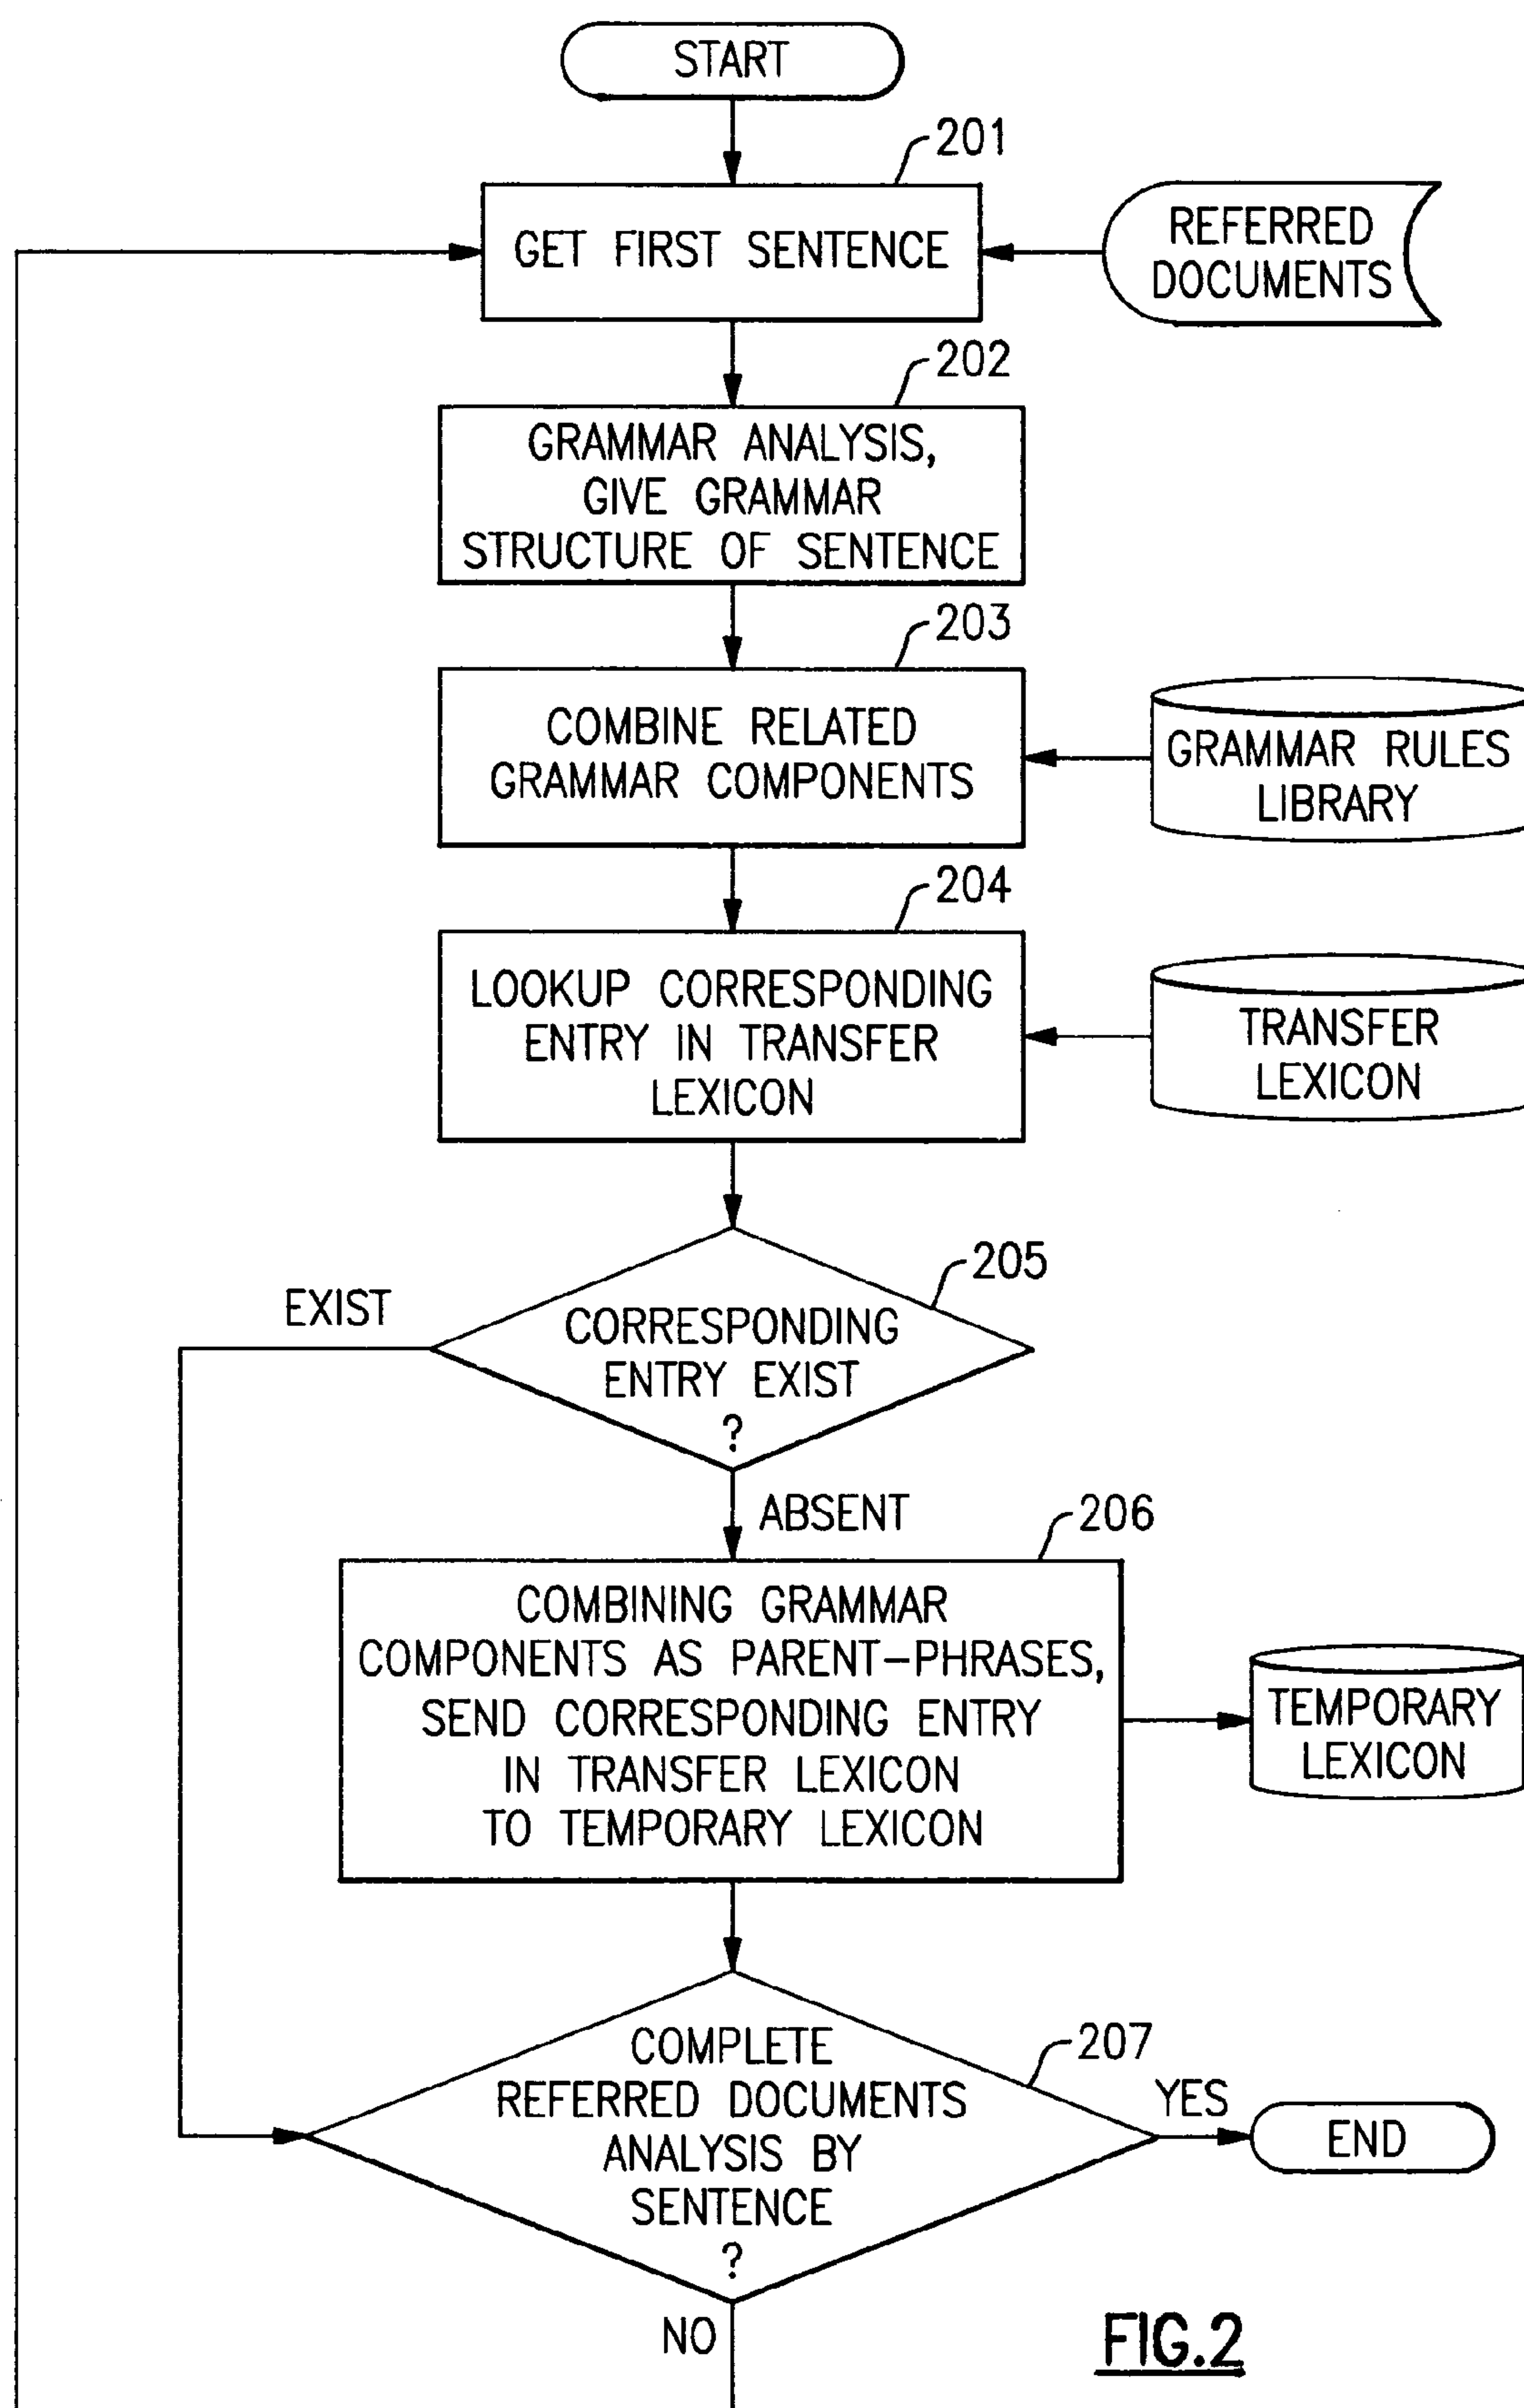 START
201
GET FIRST SENTENCE
REFERRED
DOCUMENTS
202
GRAMMAR ANALYSIS,
GIVE GRAMMAR
STRUCTURE OF SENTENCE
203
COMBINE RELATED
GRAMMAR COMPONENTS
GRAMMAR RULES
LIBRARY
204
LOOKUP CORRESPONDING
ENTRY IN TRANSFER
LEXICON
TRANSFER
LEXICON
205
EXIST
CORRESPONDING
ENTRY EXIST
?
ABSENT
206
COMBINING GRAMMAR
COMPONENTS AS PARENT-PHRASES,
SEND CORRESPONDING ENTRY
IN TRANSFER LEXICON
TO TEMPORARY LEXICON
TEMPORARY
LEXICON
207
COMPLETE
REFERRED DOCUMENTS
ANALYSIS BY
SENTENCE
?
YES
END
NO
FIG.2